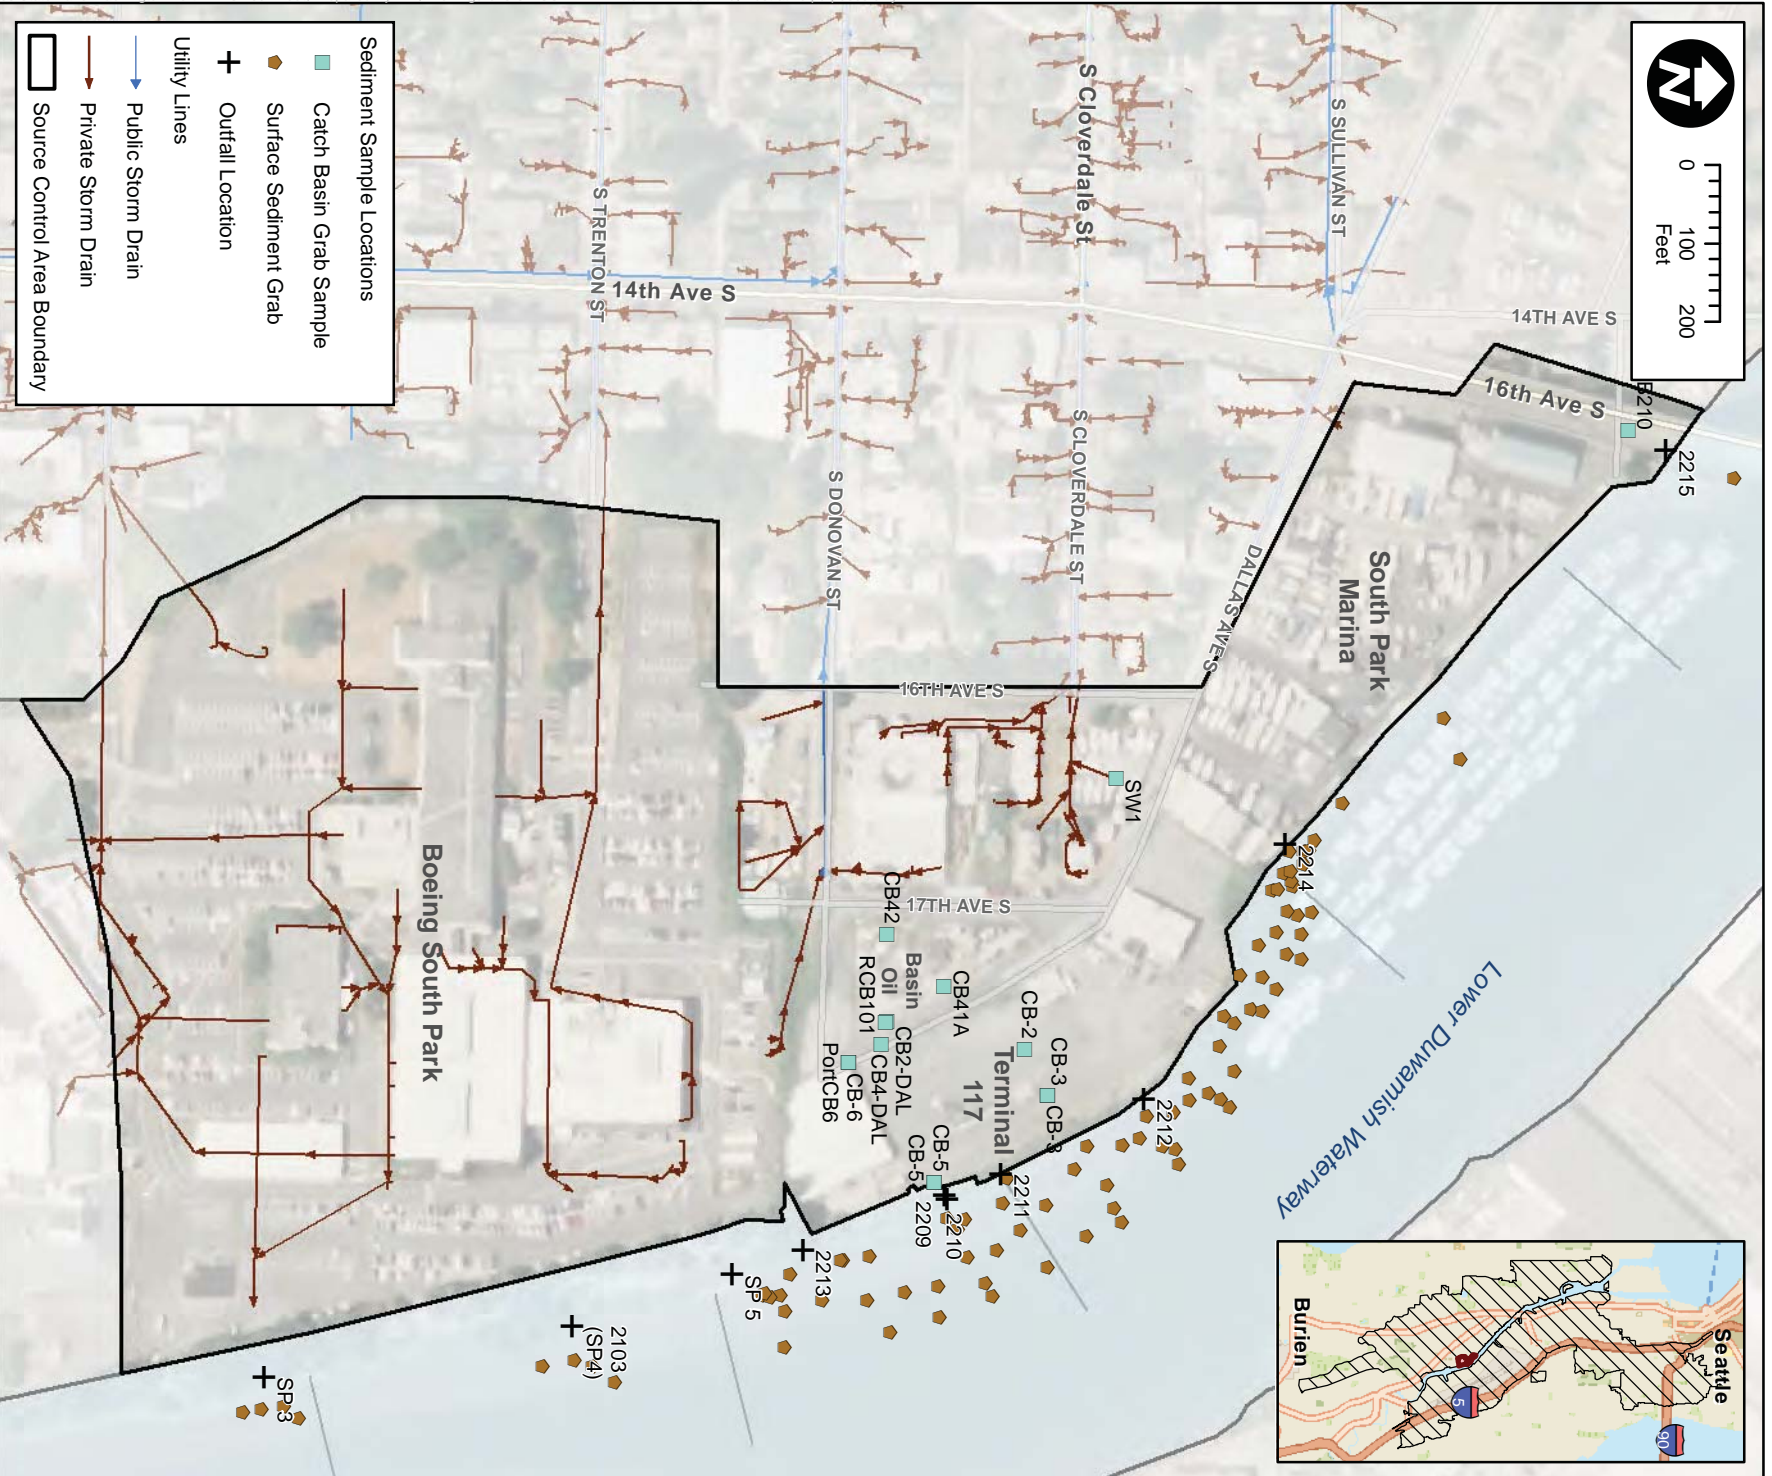 N
0 100 200
Feet
Sediment Sample Locations
Catch Basin Grab Sample
Surface Sediment Grab
Outfall Location
Utility Lines
Public Storm Drain
Private Storm Drain
Source Control Area Boundary
S SULLIVAN ST
S Cloverdale St
S TRENTON ST
14th Ave S
14TH AVE S
16th Ave S
S CLOVERDALE ST
S DONOVAN ST
DALLAS AVE S
16TH AVE S
17TH AVE S
South Park
Marina
Boeing South Park
Basin
Oil
Terminal
117
Lower Duwamish Waterway
B210
2215
2214
SW1
CB42
CB41A
RCB101
CB2-DAL
CB4-DAL
CB-6
PortCB6
CB-2
CB-3
CB-3
CB-5
CB-5
2212
2211
2210
2209
2213
SP 5
2103
(SP4)
SP 3
Seattle
Burien
5
90